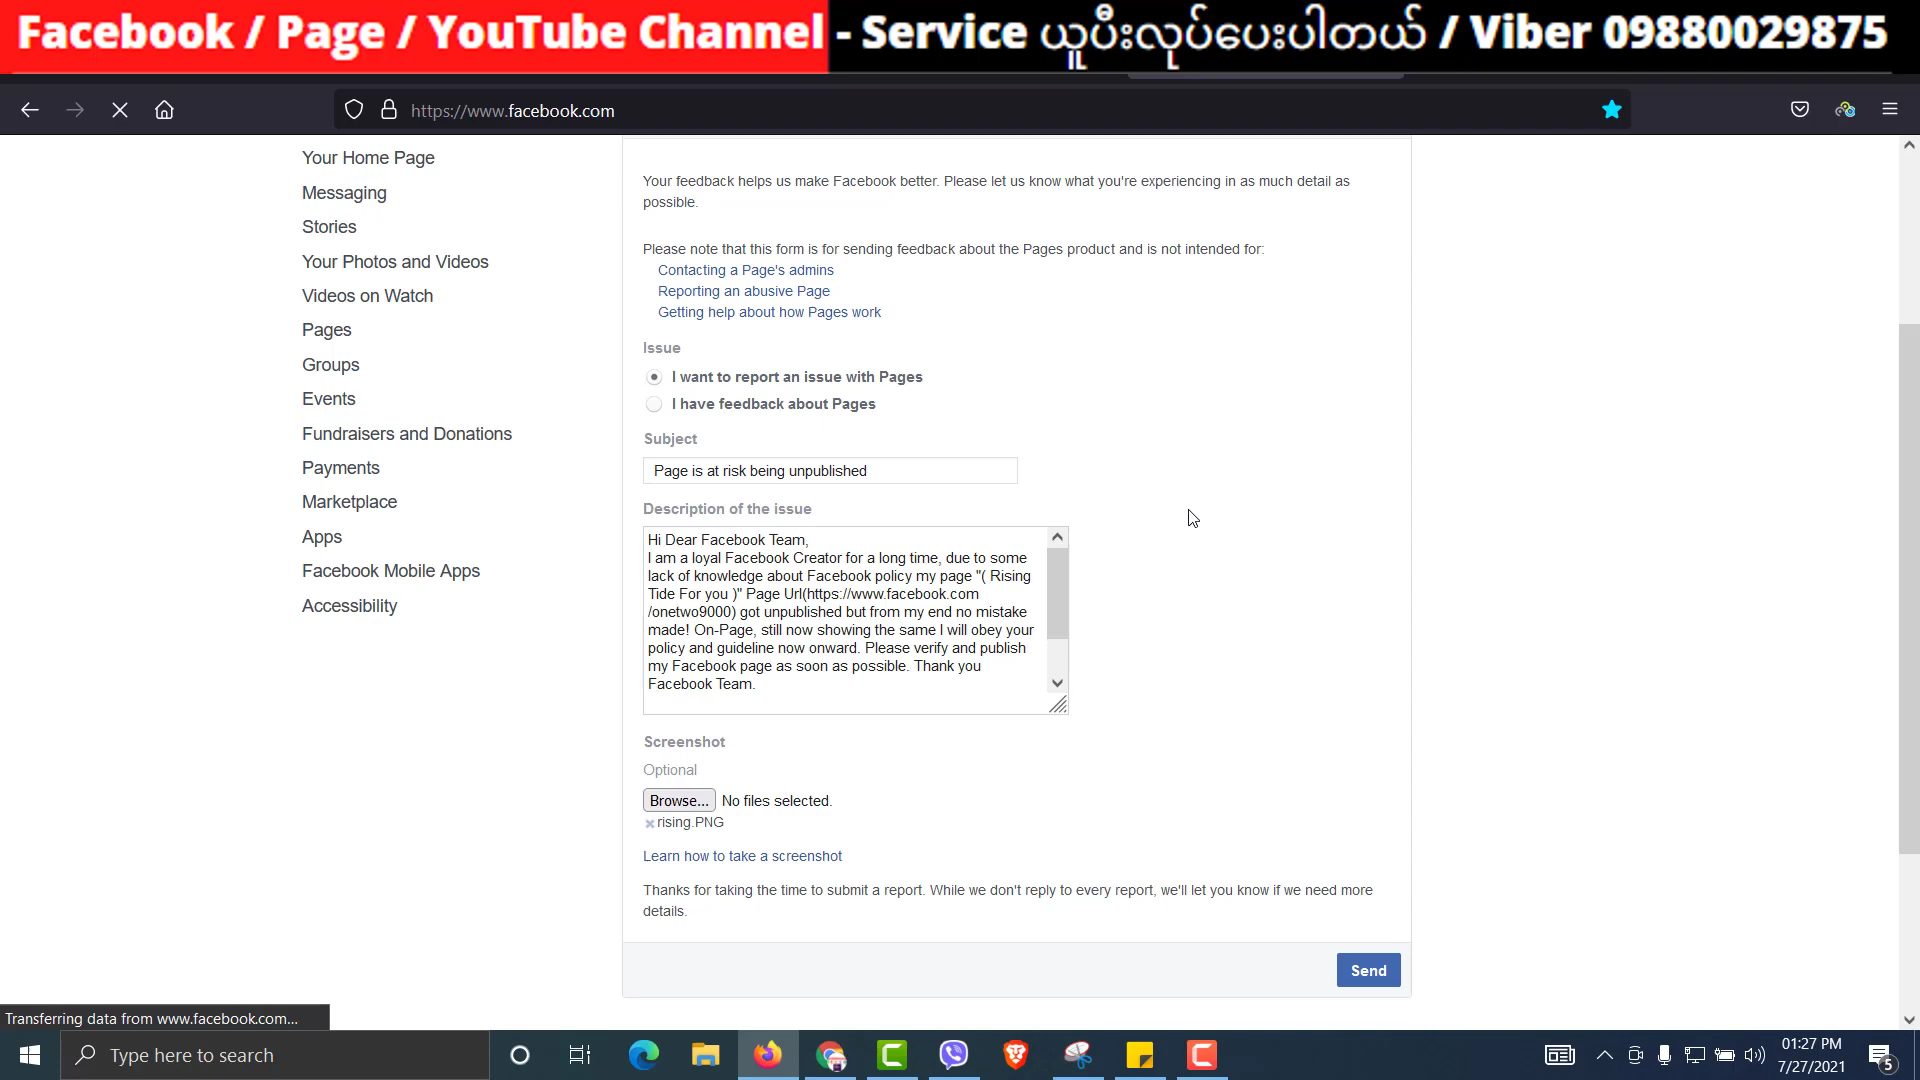 Facebook / Page / YouTube Channel - Service ယူပြီးလုပ်ပေးပါတယ် / Viber 09880029875
https://www.facebook.com
Your Home Page
Messaging
Stories
Your Photos and Videos
Videos on Watch
Pages
Groups
Events
Fundraisers and Donations
Payments
Marketplace
Apps
Facebook Mobile Apps
Accessibility
Your feedback helps us make Facebook better. Please let us know what you're experiencing in as much detail as
possible.
Please note that this form is for sending feedback about the Pages product and is not intended for:
Contacting a Page's admins
Reporting an abusive Page
Getting help about how Pages work
Issue
I want to report an issue with Pages
I have feedback about Pages
Subject
Page is at risk being unpublished
Description of the issue
Hi Dear Facebook Team,
I am a loyal Facebook Creator for a long time, due to some
lack of knowledge about Facebook policy my page "( Rising
Tide For you )" Page Url(https://www.facebook.com
/onetwo9000) got unpublished but from my end no mistake
made! On-Page, still now showing the same I will obey your
policy and guideline now onward. Please verify and publish
my Facebook page as soon as possible. Thank you
Facebook Team.
Screenshot
Optional
Browse... No files selected.
rising.PNG
Learn how to take a screenshot
Thanks for taking the time to submit a report. While we don't reply to every report, we'll let you know if we need more
details.
Send
Transferring data from www.facebook.com...
Type here to search
01:27 PM
7/27/2021
5